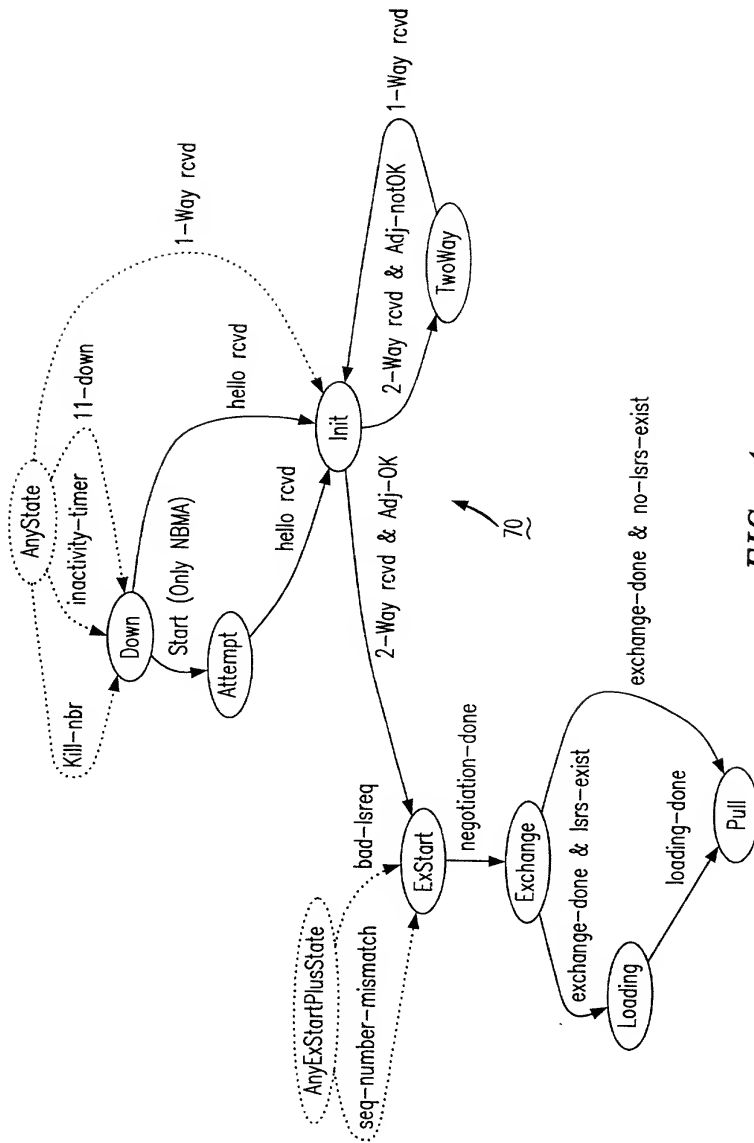 AnyState
Kill-nbr
inactivity-timer
11-down
1-Way rcvd
Down
Start (Only NBMA)
hello rcvd
Attempt
hello rcvd
Init
1-Way rcvd
2-Way rcvd & Adj-notOK
TwoWay
2-Way rcvd & Adj-OK
70
AnyExStartPlusState
seq-number-mismatch
bad-lsreq
ExStart
negotiation-done
Exchange
exchange-done & lsrs-exist
exchange-done & no-lsrs-exist
Loading
loading-done
Pull